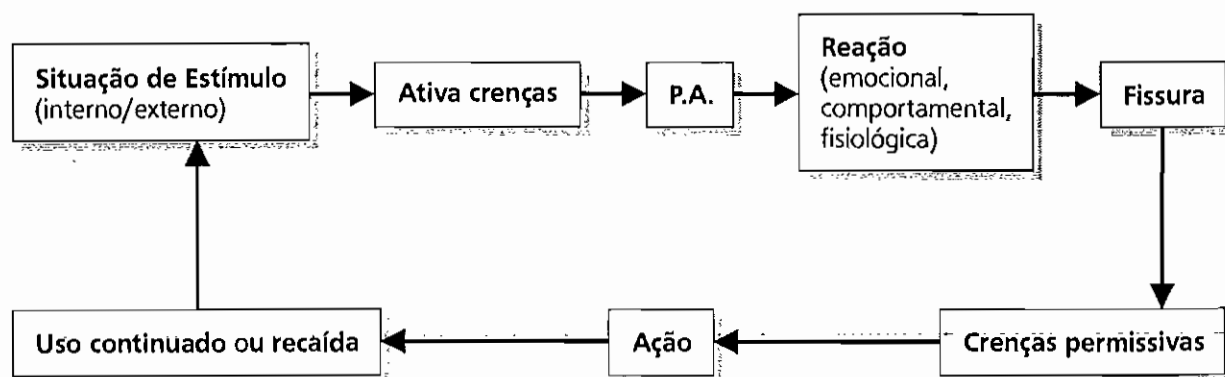 Situação de Estímulo
(interno/externo)
Ativa crenças
P.A.
Reação
(emocional,
comportamental,
fisiológica)
Fissura
Crenças permissivas
Ação
Uso continuado ou recaída